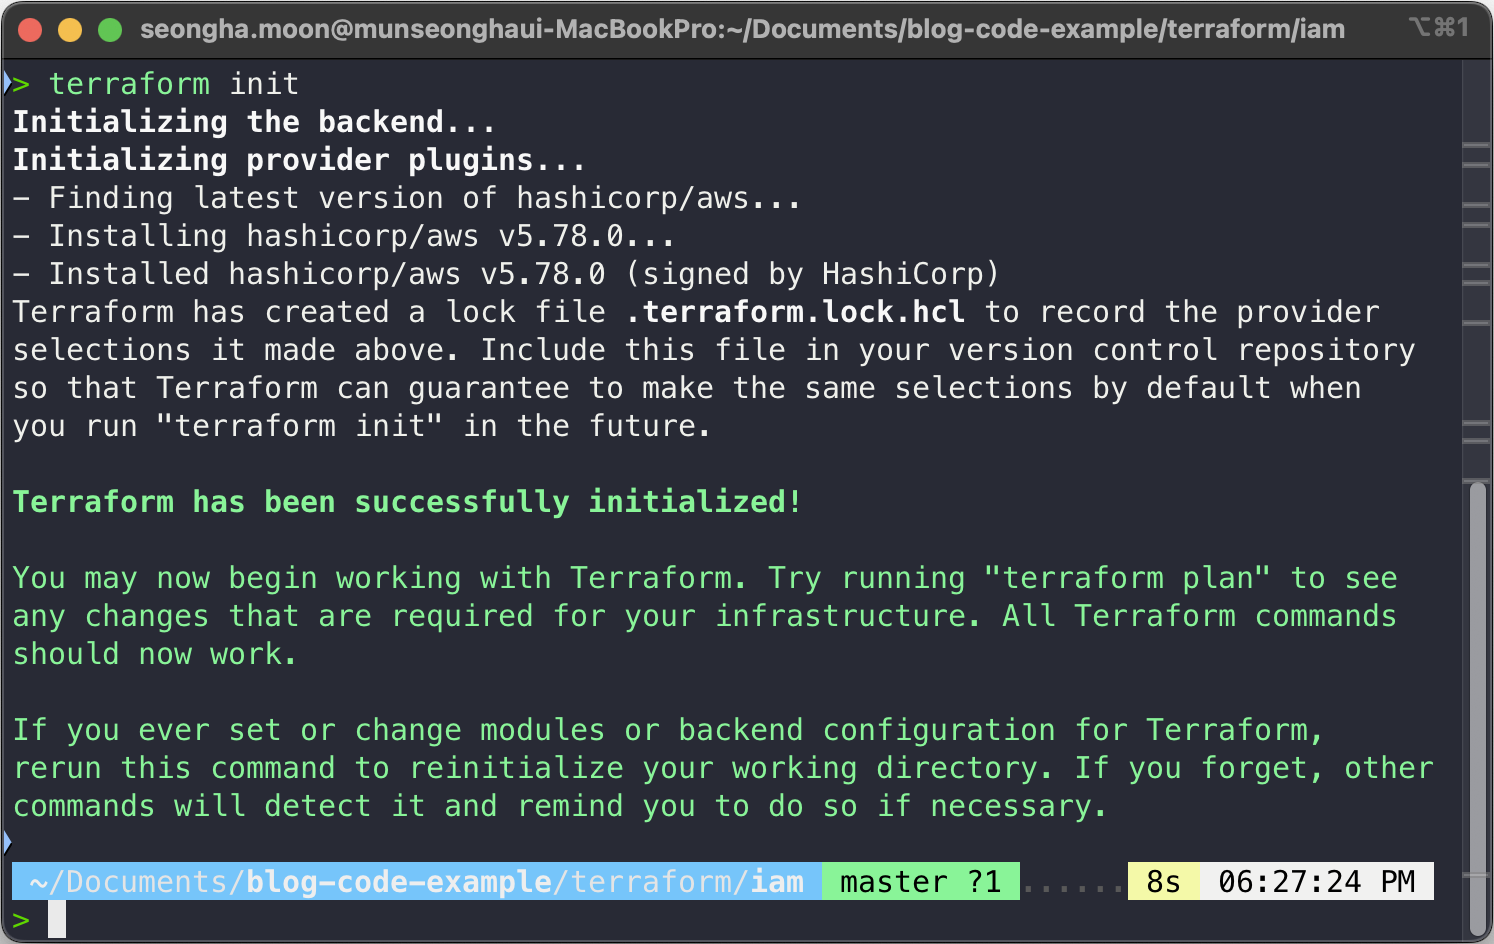 seongha.moon@munseonghaui-MacBookPro:~/Documents/blog-code-example/terraform/iam ⌥⌘1
> terraform init
Initializing the backend...
Initializing provider plugins...
- Finding latest version of hashicorp/aws...
- Installing hashicorp/aws v5.78.0...
- Installed hashicorp/aws v5.78.0 (signed by HashiCorp)
Terraform has created a lock file .terraform.lock.hcl to record the provider
selections it made above. Include this file in your version control repository
so that Terraform can guarantee to make the same selections by default when
you run "terraform init" in the future.
Terraform has been successfully initialized!
You may now begin working with Terraform. Try running "terraform plan" to see
any changes that are required for your infrastructure. All Terraform commands
should now work.
If you ever set or change modules or backend configuration for Terraform,
rerun this command to reinitialize your working directory. If you forget, other
commands will detect it and remind you to do so if necessary.
~/Documents/blog-code-example/terraform/iam master ?1 ...... 8s 06:27:24 PM
>